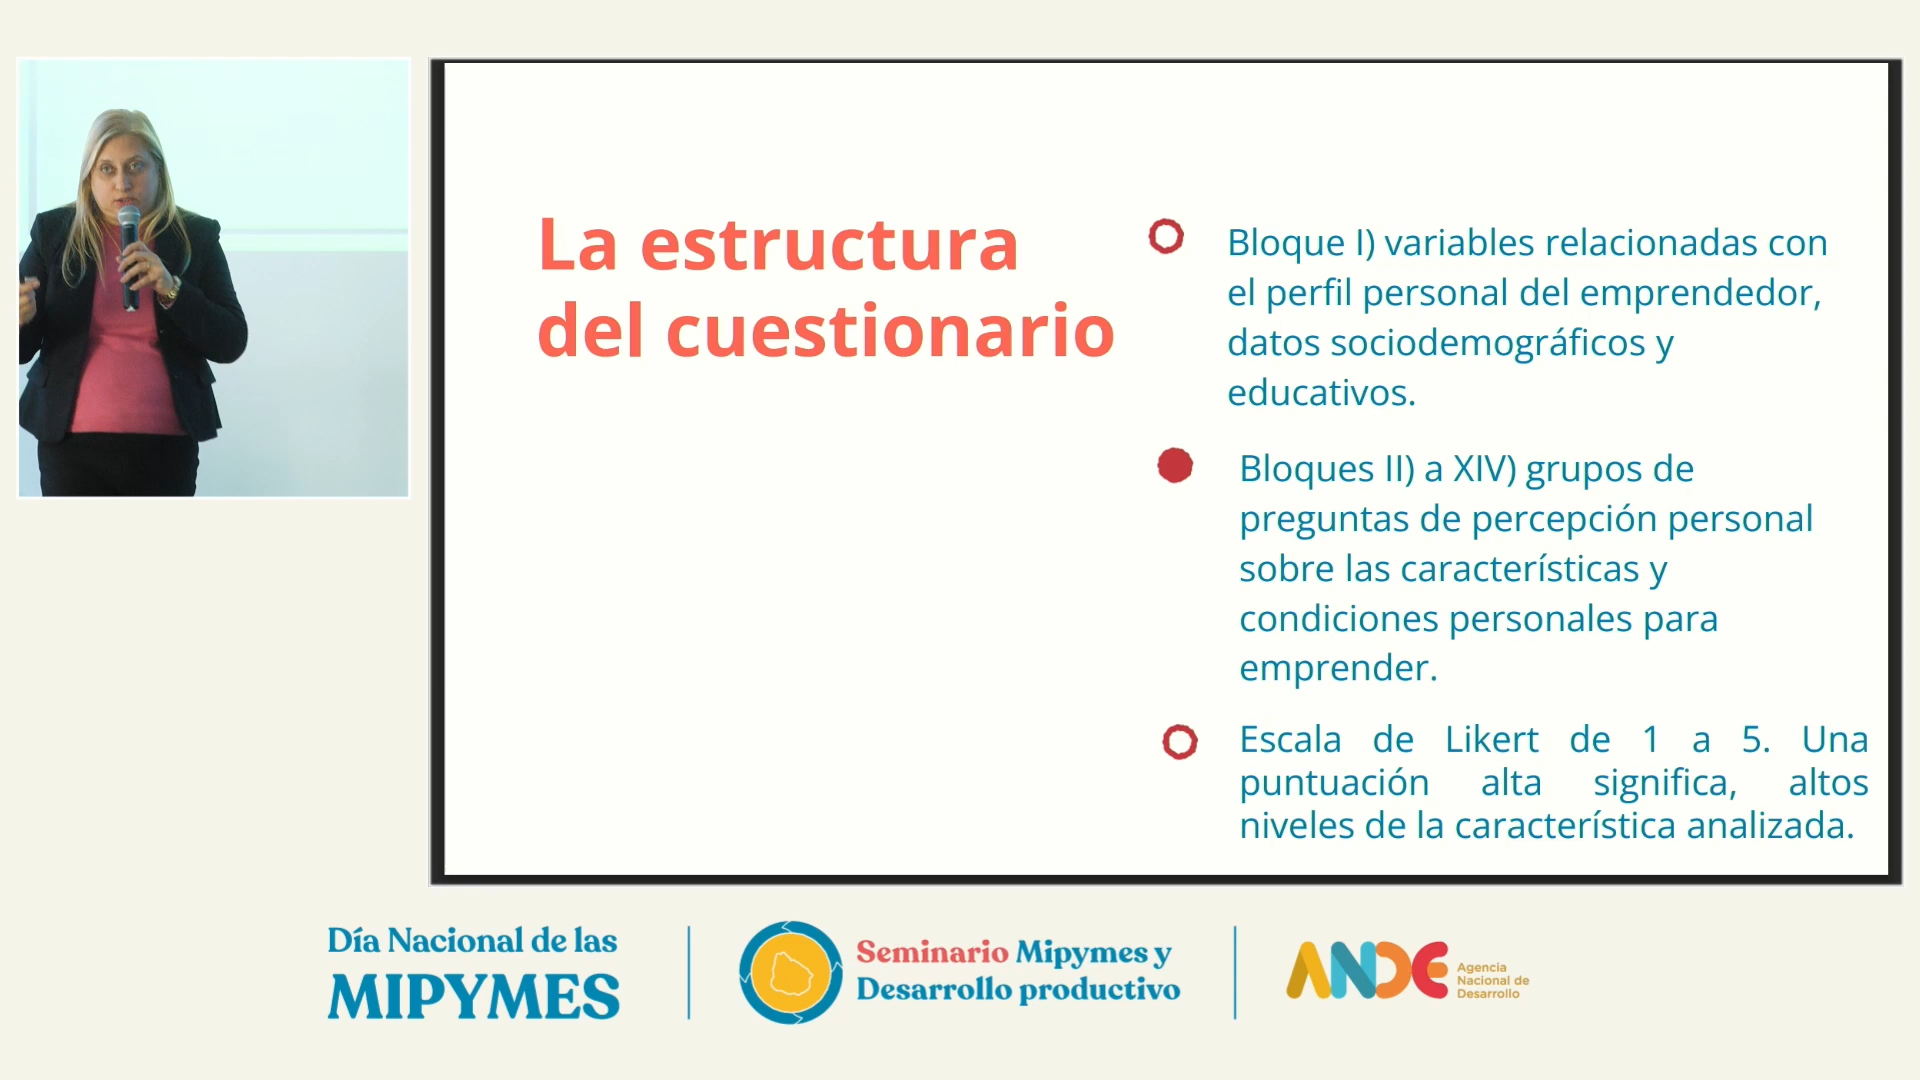 La estructura
del cuestionario
Bloque I) variables relacionadas con
el perfil personal del emprendedor,
datos sociodemográficos y
educativos.
Bloques II) a XIV) grupos de
preguntas de percepción personal
sobre las características y
condiciones personales para
emprender.
Escala de Likert de 1 a 5. Una
puntuación alta significa, altos
niveles de la característica analizada.
Día Nacional de las
MIPYMES
Seminario Mipymes y
Desarrollo productivo
ANDE
Agencia
Nacional de
Desarrollo